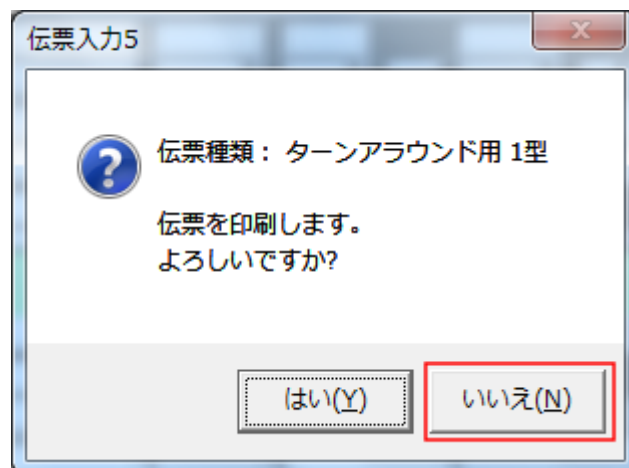 伝票入力5
伝票種類： ターンアラウンド用 1型
伝票を印刷します。
よろしいですか?
はい(Y)
いいえ(N)